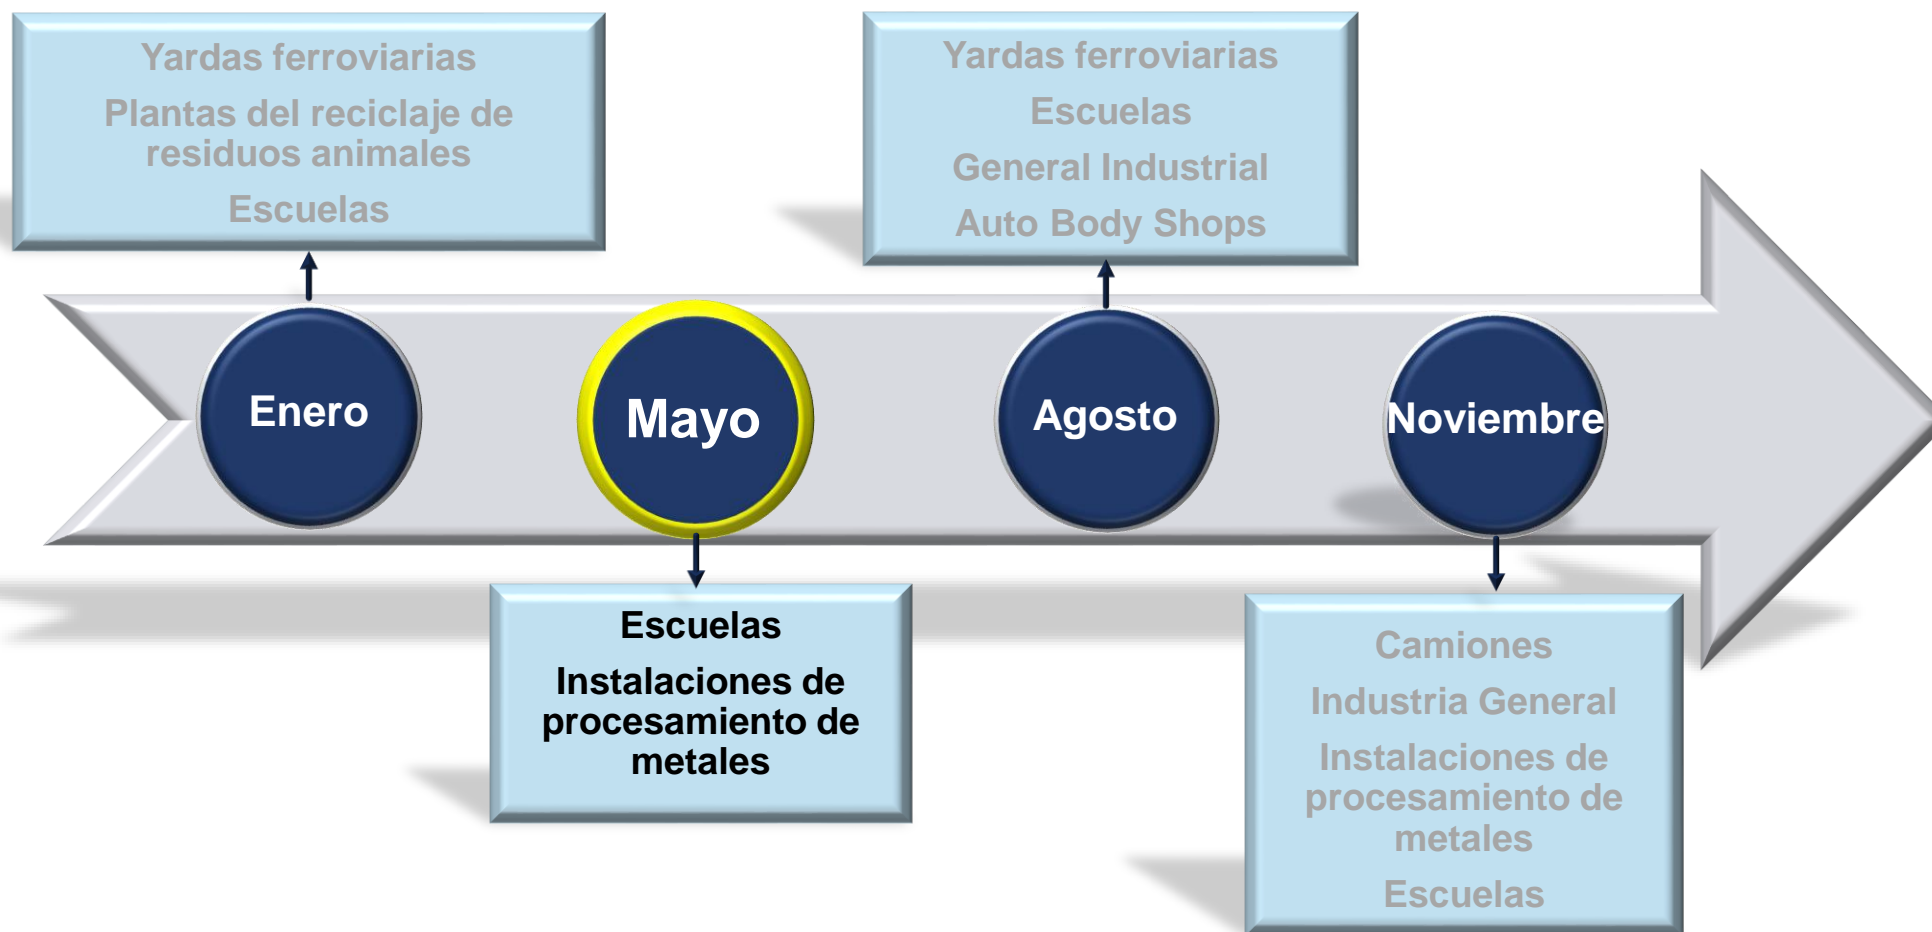 Yardas ferroviarias
Plantas del reciclaje de
residuos animales
Escuelas
Yardas ferroviarias
Escuelas
General Industrial
Auto Body Shops
Enero
Mayo
Agosto
Noviembre
Escuelas
Instalaciones de
procesamiento de
metales
Camiones
Industria General
Instalaciones de
procesamiento de
metales
Escuelas